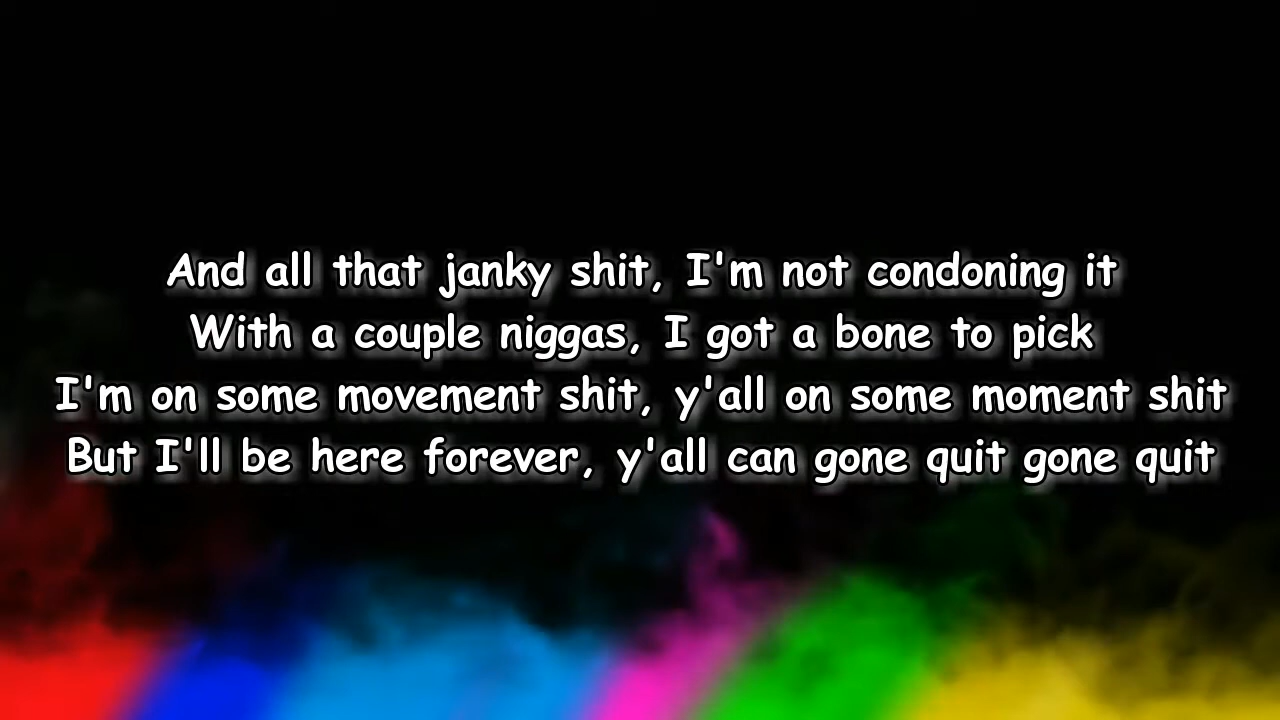 And all that janky shit, I'm not condoning it
With a couple niggas, I got a bone to pick
I'm on some movement shit, y'all on some moment shit
But I'll be here forever, y'all can gone quit gone quit